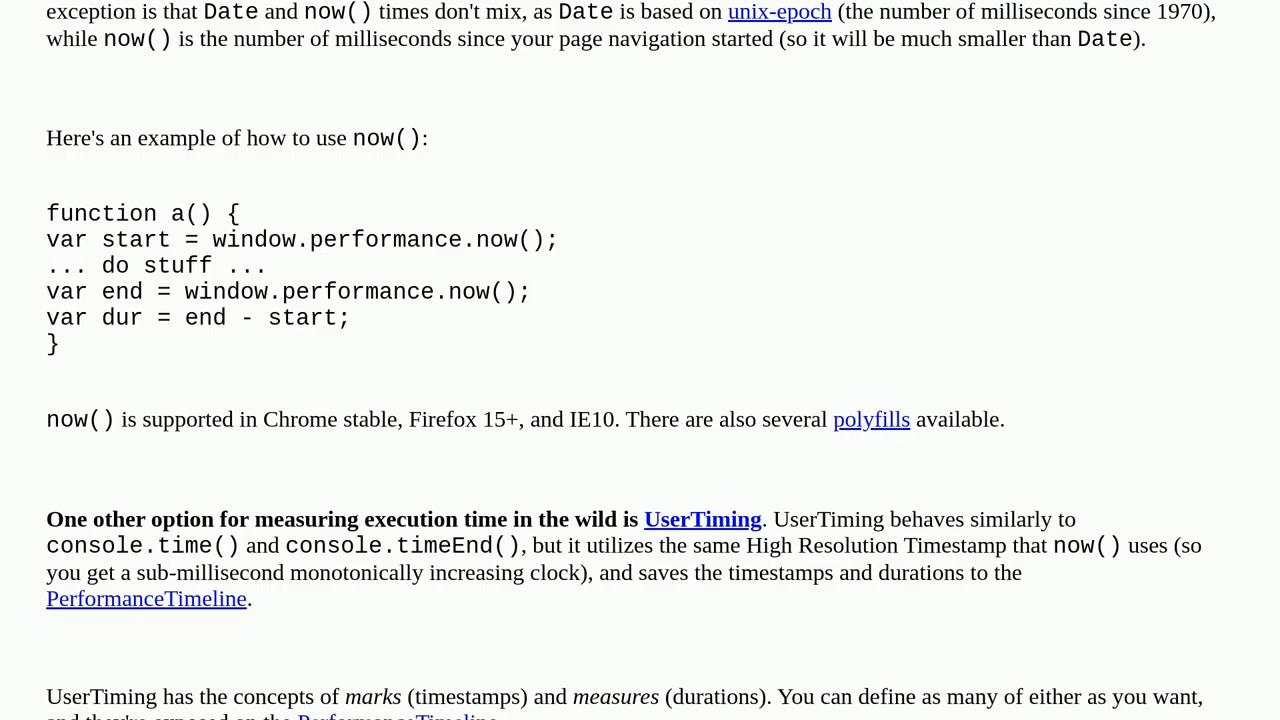 exception is that Date and now() times don't mix, as Date is based on unix-epoch (the number of milliseconds since 1970),
while now() is the number of milliseconds since your page navigation started (so it will be much smaller than Date).
Here's an example of how to use now():
function a() {
var start = window.performance.now();
... do stuff ...
var end = window.performance.now();
var dur = end - start;
}
now() is supported in Chrome stable, Firefox 15+, and IE10. There are also several polyfills available.
One other option for measuring execution time in the wild is UserTiming. UserTiming behaves similarly to
console.time() and console.timeEnd(), but it utilizes the same High Resolution Timestamp that now() uses (so
you get a sub-millisecond monotonically increasing clock), and saves the timestamps and durations to the
PerformanceTimeline.
UserTiming has the concepts of marks (timestamps) and measures (durations). You can define as many of either as you want,
and they're exposed on the PerformanceTimeline.